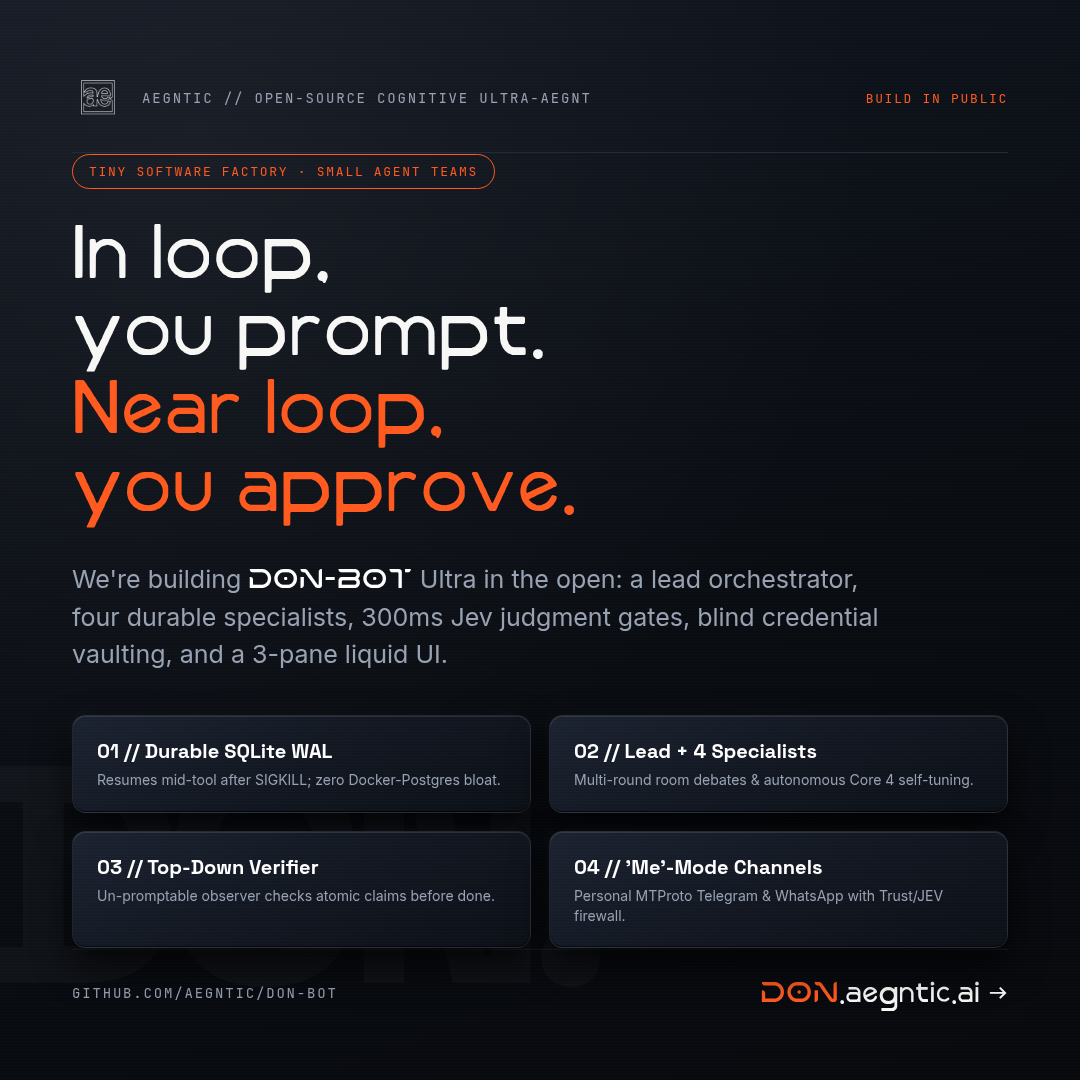 ae
AEGNTIC // OPEN-SOURCE COGNITIVE ULTRA-AEGNT
BUILD IN PUBLIC
TINY SOFTWARE FACTORY · SMALL AGENT TEAMS
In loop,
you prompt.
Near loop,
you approve.
We're building DON-BOT Ultra in the open: a lead orchestrator,
four durable specialists, 300ms Jev judgment gates, blind credential
vaulting, and a 3-pane liquid UI.
01 // Durable SQLite WAL
Resumes mid-tool after SIGKILL; zero Docker-Postgres bloat.
02 // Lead + 4 Specialists
Multi-round room debates & autonomous Core 4 self-tuning.
03 // Top-Down Verifier
Un-promptable observer checks atomic claims before done.
04 // ’Me’-Mode Channels
Personal MTProto Telegram & WhatsApp with Trust/JEV
firewall.
DON.
GITHUB.COM/AEGNTIC/DON-BOT
DON.aegntic.ai →